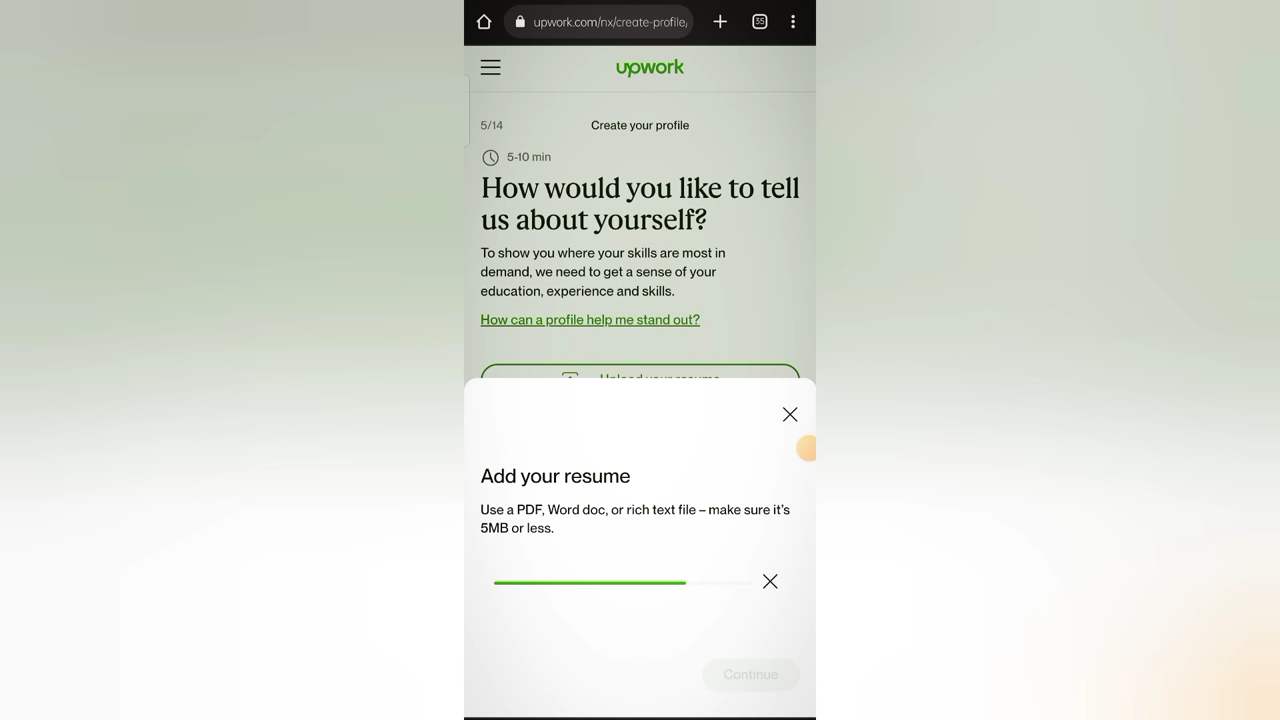 upwork.com/nx/create-profile/
35
upwork
5/14
Create your profile
5-10 min
How would you like to tell
us about yourself?
To show you where your skills are most in
demand, we need to get a sense of your
education, experience and skills.
How can a profile help me stand out?
Upload your resume
Add your resume
Use a PDF, Word doc, or rich text file – make sure it's
5MB or less.
Continue